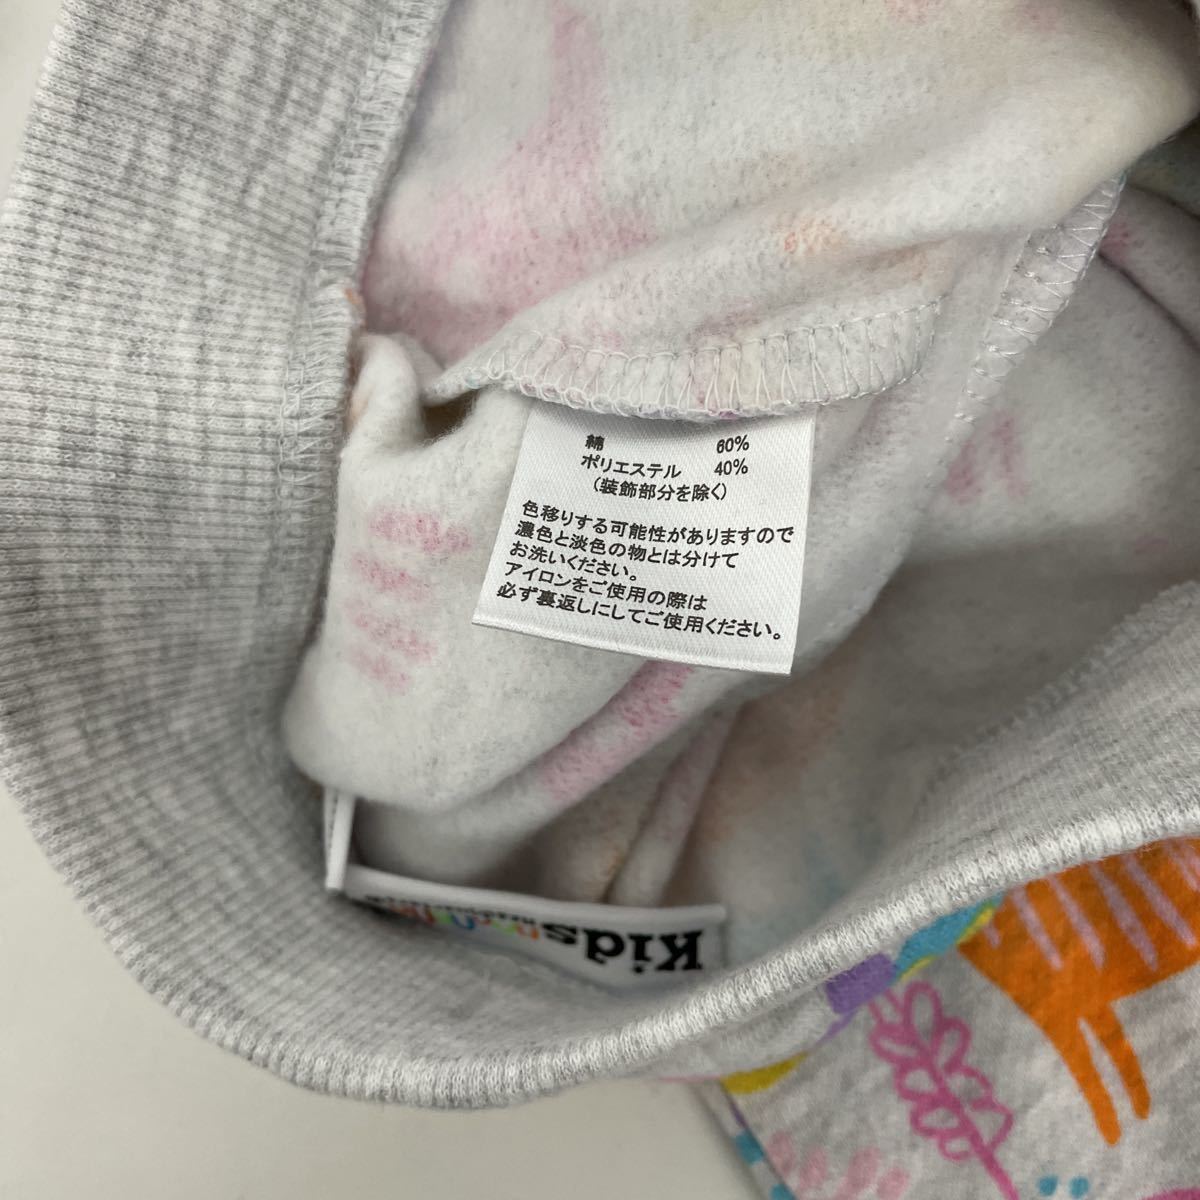 綿 60%
ポリエステル 40%
(装飾部分を除く)
色移りする可能性がありますので
濃色と淡色の物とは分けて
お洗いください。
アイロンをご使用の際は
必ず裏返しにしてご使用ください。
Kids